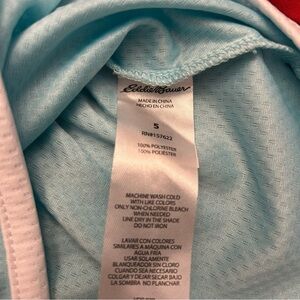 Eddie Bauer
MADE IN CHINA
HECHO EN CHINA
S
RN#157622
100% POLYESTER
100% POLIÉSTER
MACHINE WASH COLD
WITH LIKE COLORS
ONLY NON-CHLORINE BLEACH
WHEN NEEDED
LINE DRY IN THE SHADE
DO NOT IRON
LAVAR CON COLORES
SIMILARES A MÁQUINA CON
AGUA FRIA
USAR SOLAMENTE
BLANQUEADOR SIN CLORO
CUANDO SEA NECESARIO
COLGAR Y DEJAR SECAR BAJO
LA SOMBRA NO PLANCHAR